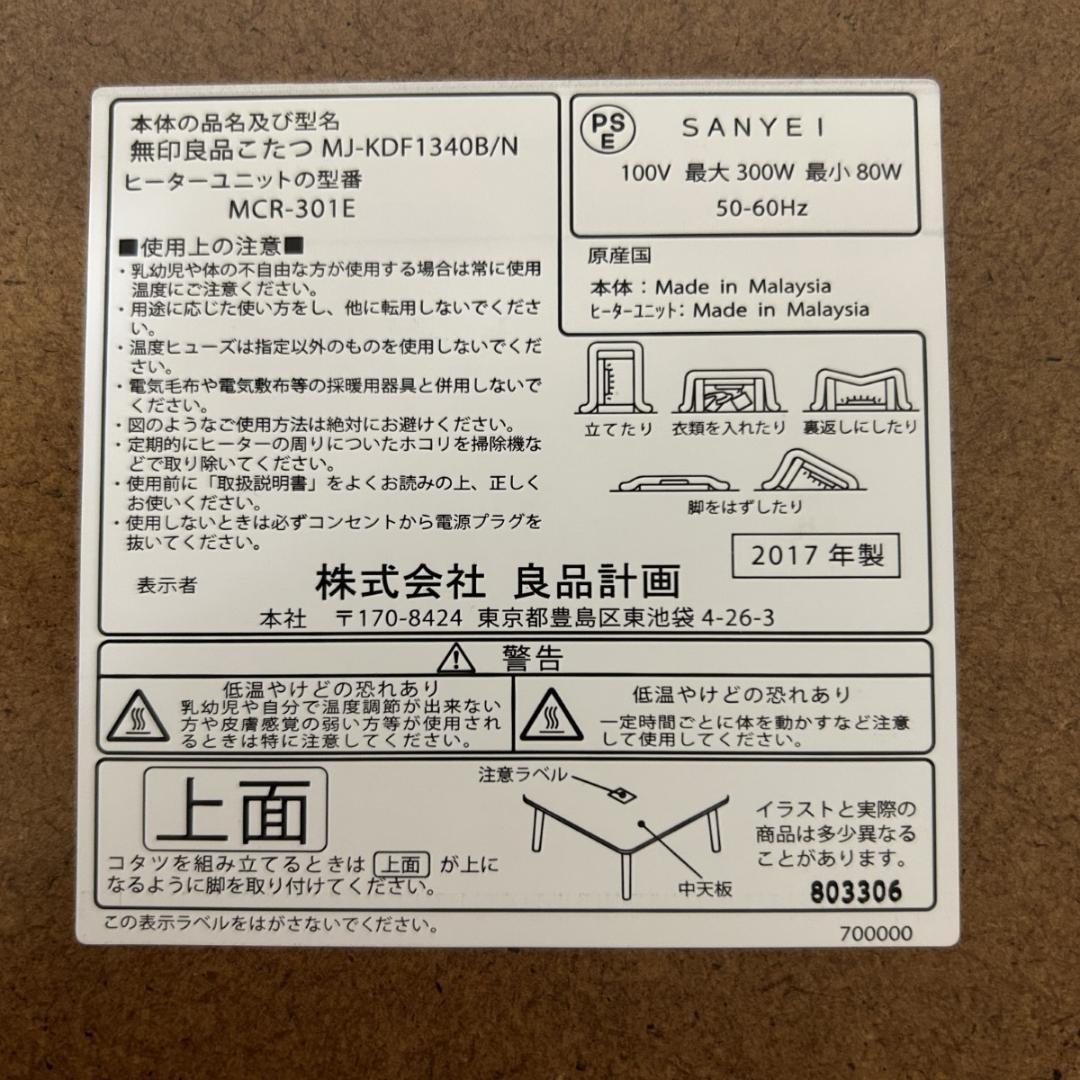 本体の品名及び型名
無印良品こたつ MJ-KDF1340B/N
ヒーターユニットの型番
MCR-301E
■使用上の注意■
・乳幼児や体の不自由な方が使用する場合は常に使用
温度にご注意ください。
・用途に応じた使い方をし、他に転用しないでくださ
い。
・温度ヒューズは指定以外のものを使用しないでくだ
さい。
・電気毛布や電気敷布等の採暖用器具と併用しないで
ください。
・図のようなご使用方法は絶対にお避けください。
・定期的にヒーターの周りについたホコリを掃除機な
どで取り除いてください。
・使用前に「取扱説明書」をよくお読みの上、正しく
お使いください。
・使用しないときは必ずコンセントから電源プラグを
抜いてください。
PS
E
SANYEI
100V 最大 300W 最小 80W
50-60Hz
原産国
本体：Made in Malaysia
ﾋｰﾀｰﾕﾆｯﾄ: Made in Malaysia
立てたり 衣類を入れたり 裏返しにしたり
脚をはずしたり
2017 年製
表示者 株式会社 良品計画
本社 〒170-8424 東京都豊島区東池袋 4-26-3
警告
低温やけどの恐れあり
乳幼児や自分で温度調節が出来ない
方や皮膚感覚の弱い方等が使用され
るときは特に注意してください。
低温やけどの恐れあり
一定時間ごとに体を動かすなど注意
して使用してください。
上面
コタツを組み立てるときは 上面 が上に
なるように脚を取り付けてください。
注意ラベル
中天板
イラストと実際の
商品は多少異なる
ことがあります。
803306
この表示ラベルをはがさないでください。
700000